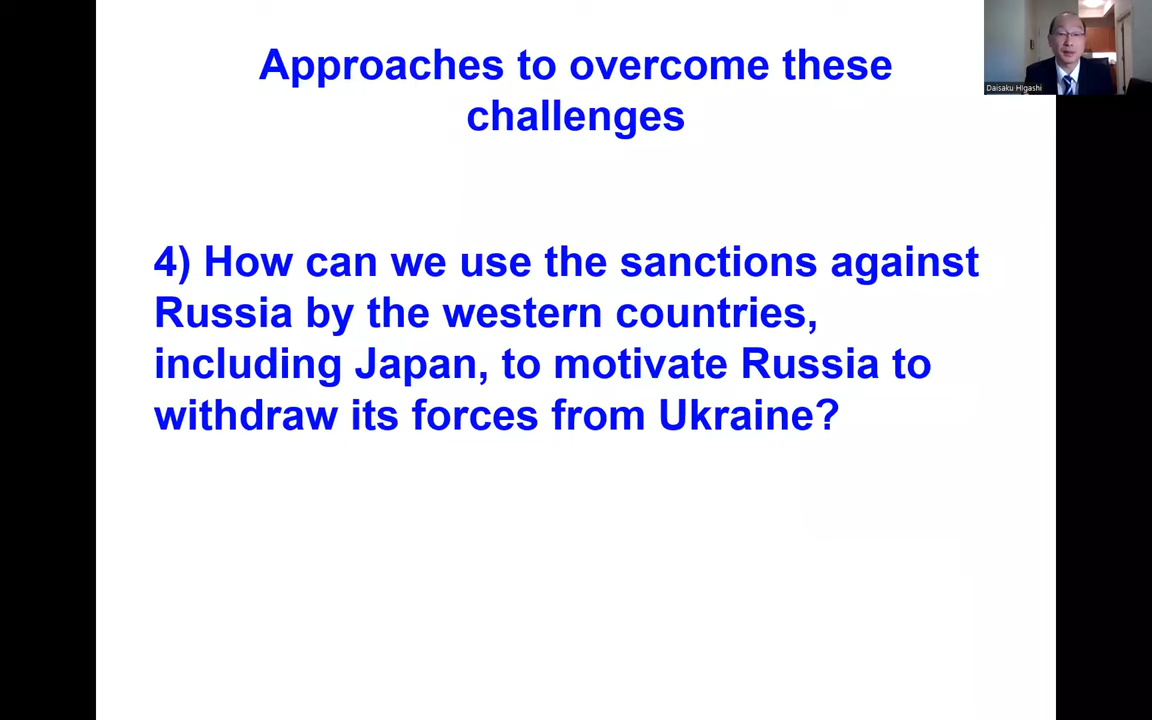 Approaches to overcome these
challenges
Daisaku Higashi
4) How can we use the sanctions against
Russia by the western countries,
including Japan, to motivate Russia to
withdraw its forces from Ukraine?